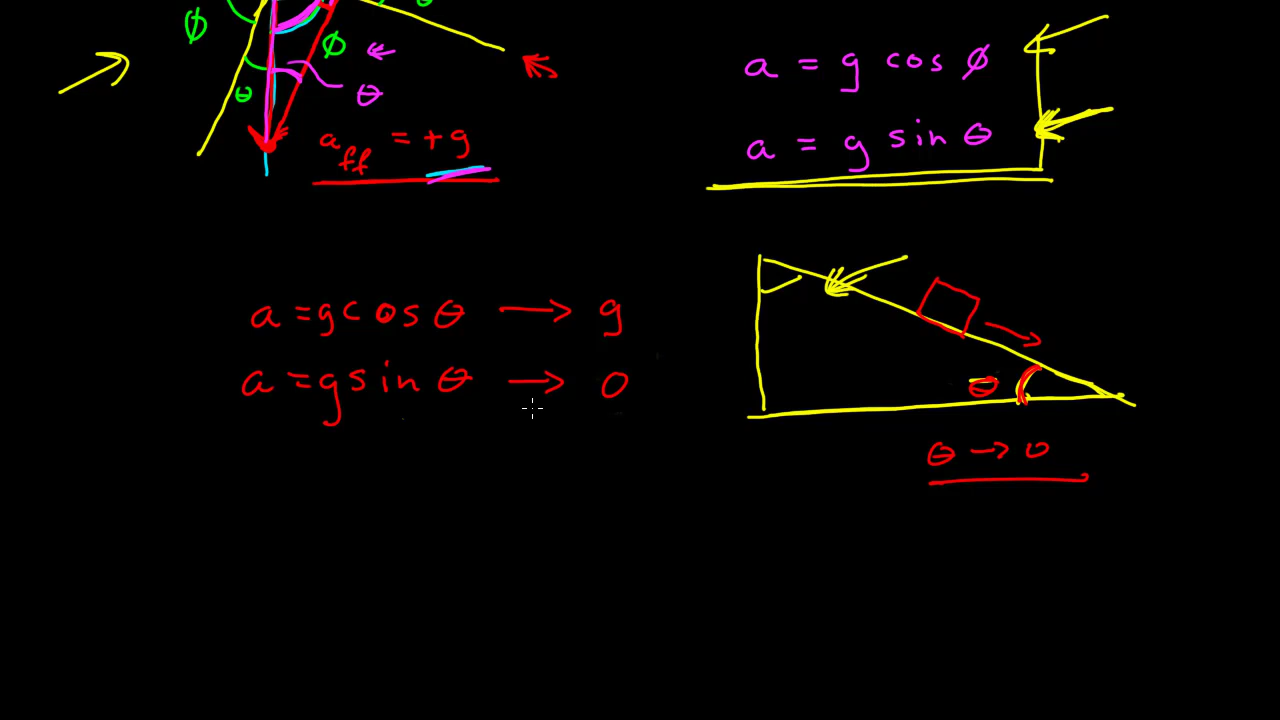 ϕ
θ
ϕ
θ
θ
a_ff = +g
a = g cos ϕ
a = g sin θ
a = g cos θ → g
a = g sin θ → 0
θ
θ → 0